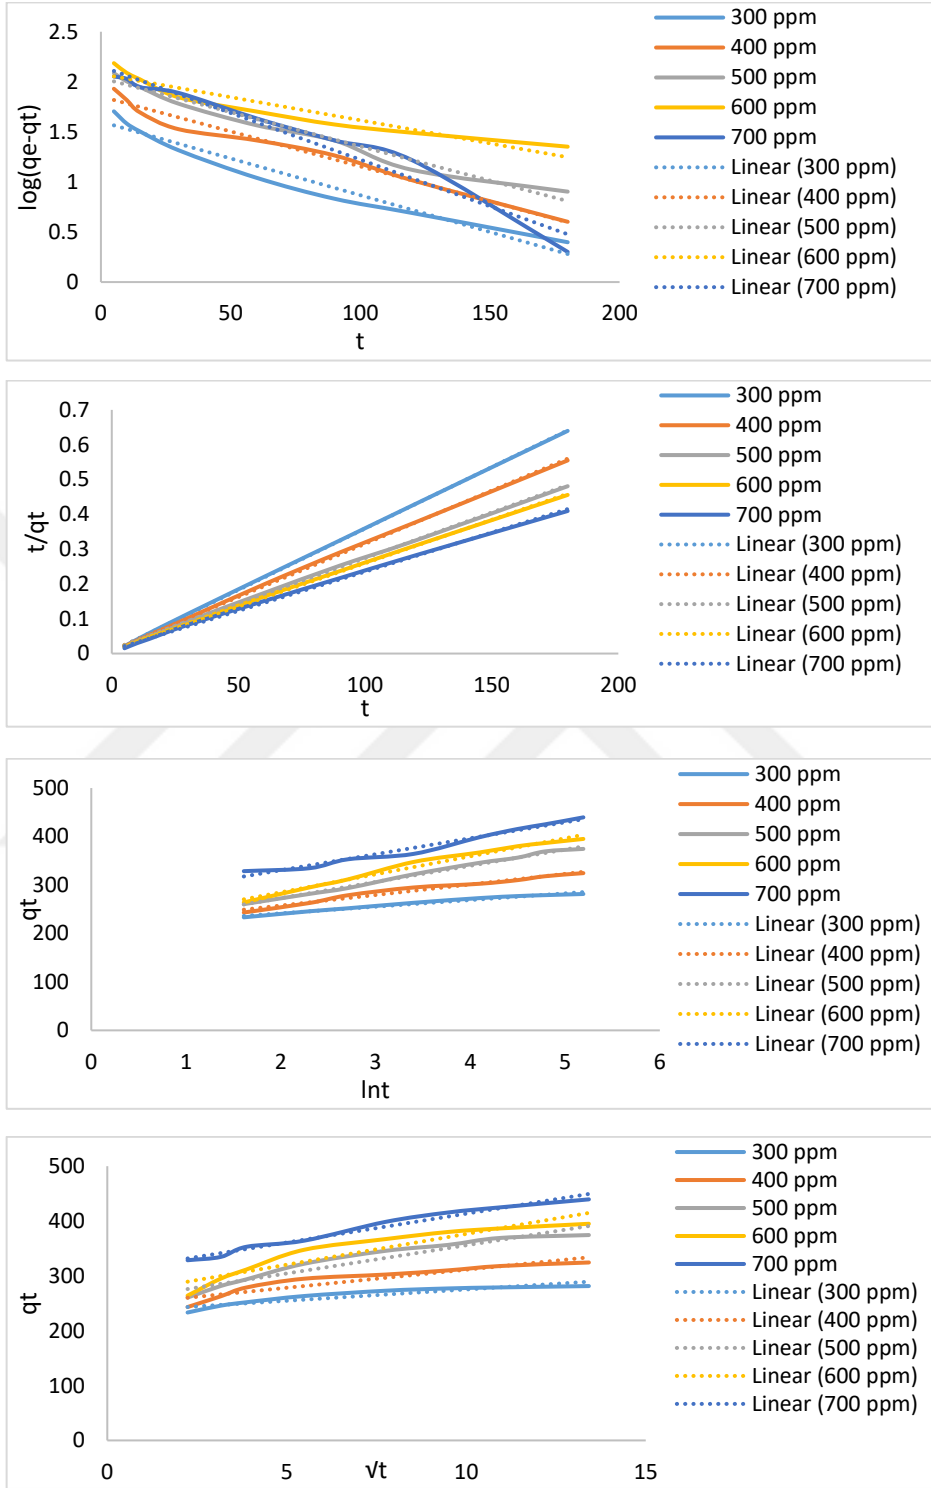 2.5
2
1.5
1
0.5
0
log(qe-qt)
0 50 100 150 200
t
300 ppm
400 ppm
500 ppm
600 ppm
700 ppm
Linear (300 ppm)
Linear (400 ppm)
Linear (500 ppm)
Linear (600 ppm)
Linear (700 ppm)
0.7
0.6
0.5
0.4
0.3
0.2
0.1
0
t/qt
0 50 100 150 200
t
300 ppm
400 ppm
500 ppm
600 ppm
700 ppm
Linear (300 ppm)
Linear (400 ppm)
Linear (500 ppm)
Linear (600 ppm)
Linear (700 ppm)
500
400
300
200
100
0
qt
0 1 2 3 4 5 6
lnt
300 ppm
400 ppm
500 ppm
600 ppm
700 ppm
Linear (300 ppm)
Linear (400 ppm)
Linear (500 ppm)
Linear (600 ppm)
Linear (700 ppm)
500
400
300
200
100
0
qt
0 5 10 15
√t
300 ppm
400 ppm
500 ppm
600 ppm
700 ppm
Linear (300 ppm)
Linear (400 ppm)
Linear (500 ppm)
Linear (600 ppm)
Linear (700 ppm)